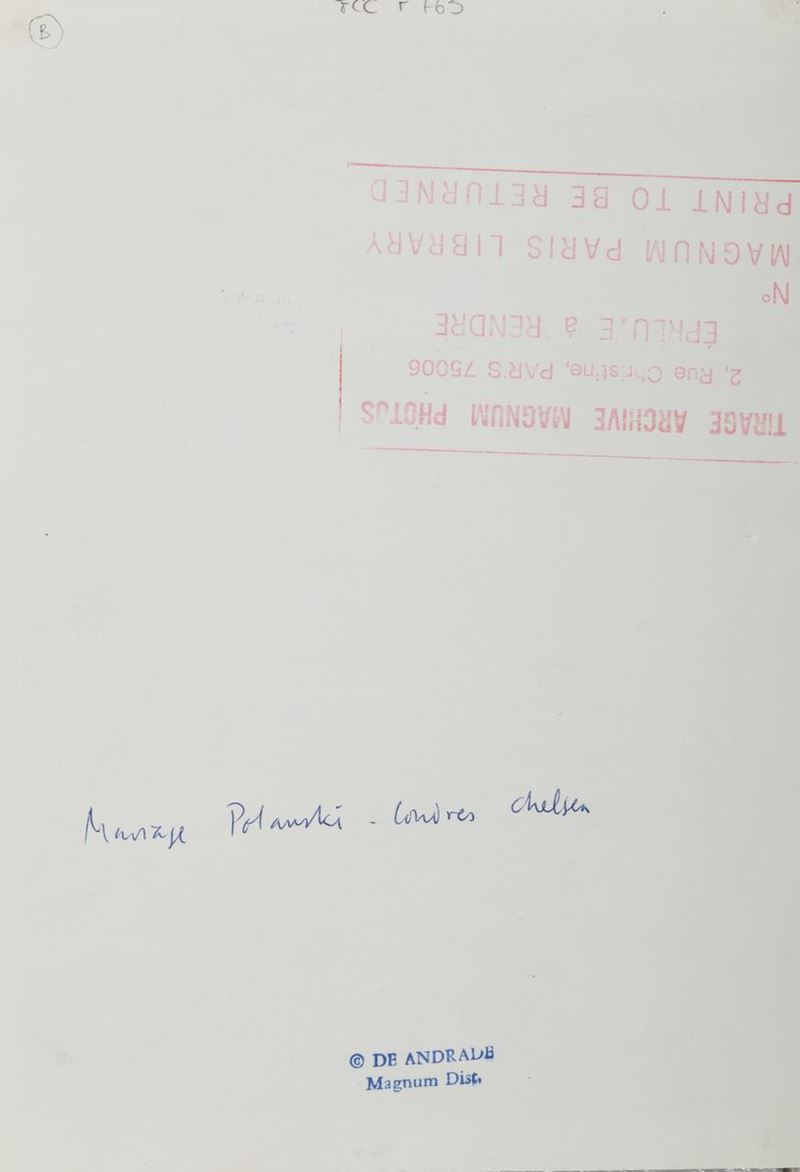 B
TIRAGE ARCHIVE MAGNUM PHOTOS
2, Rue Christine, PARIS 75006
ÉPREUVE à RENDRE
N°
MAGNUM PARIS LIBRARY
PRINT TO BE RETURNED
Mariage Polanski - Londres Chelsea
© DE ANDRADE
Magnum Dist.